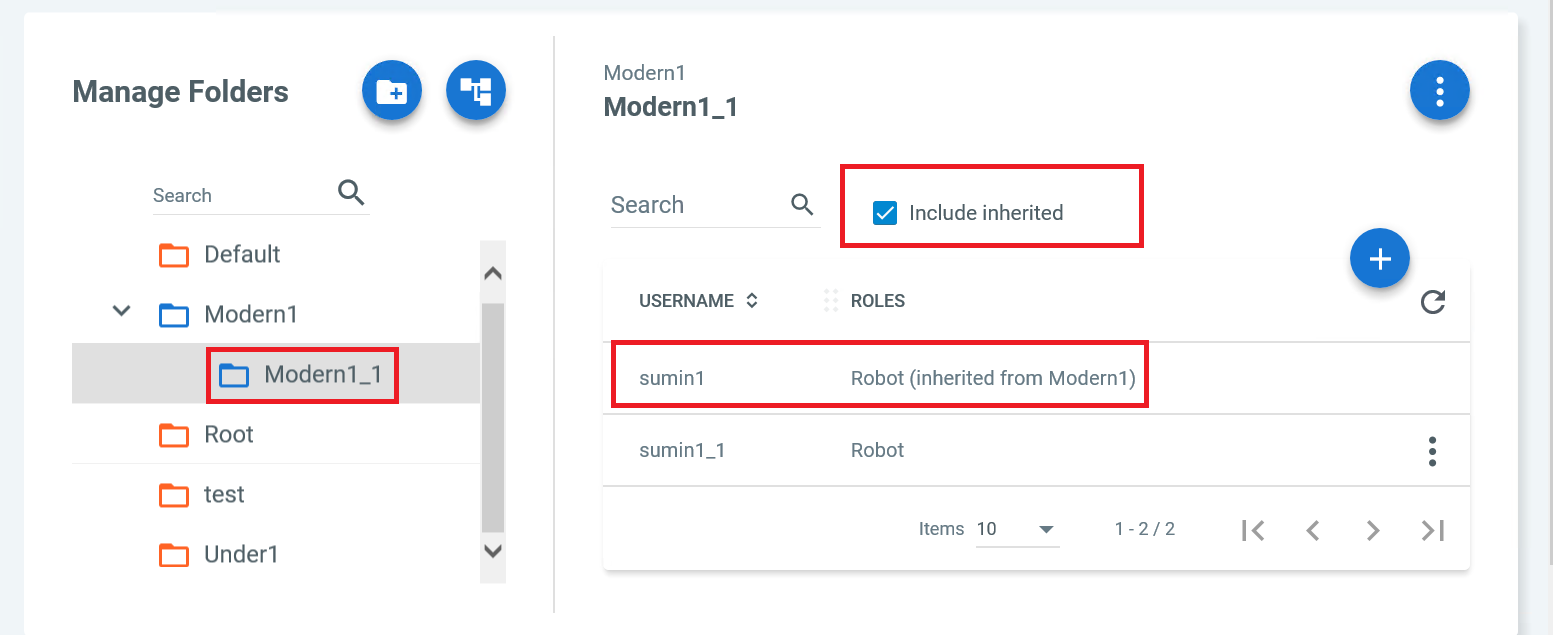 Manage Folders
Search
Default
Modern1
Modern1_1
Root
test
Under1
Modern1
Modern1_1
Search
Include inherited
USERNAME ROLES
sumin1 Robot (inherited from Modern1)
sumin1_1 Robot
Items 10 1 - 2 / 2